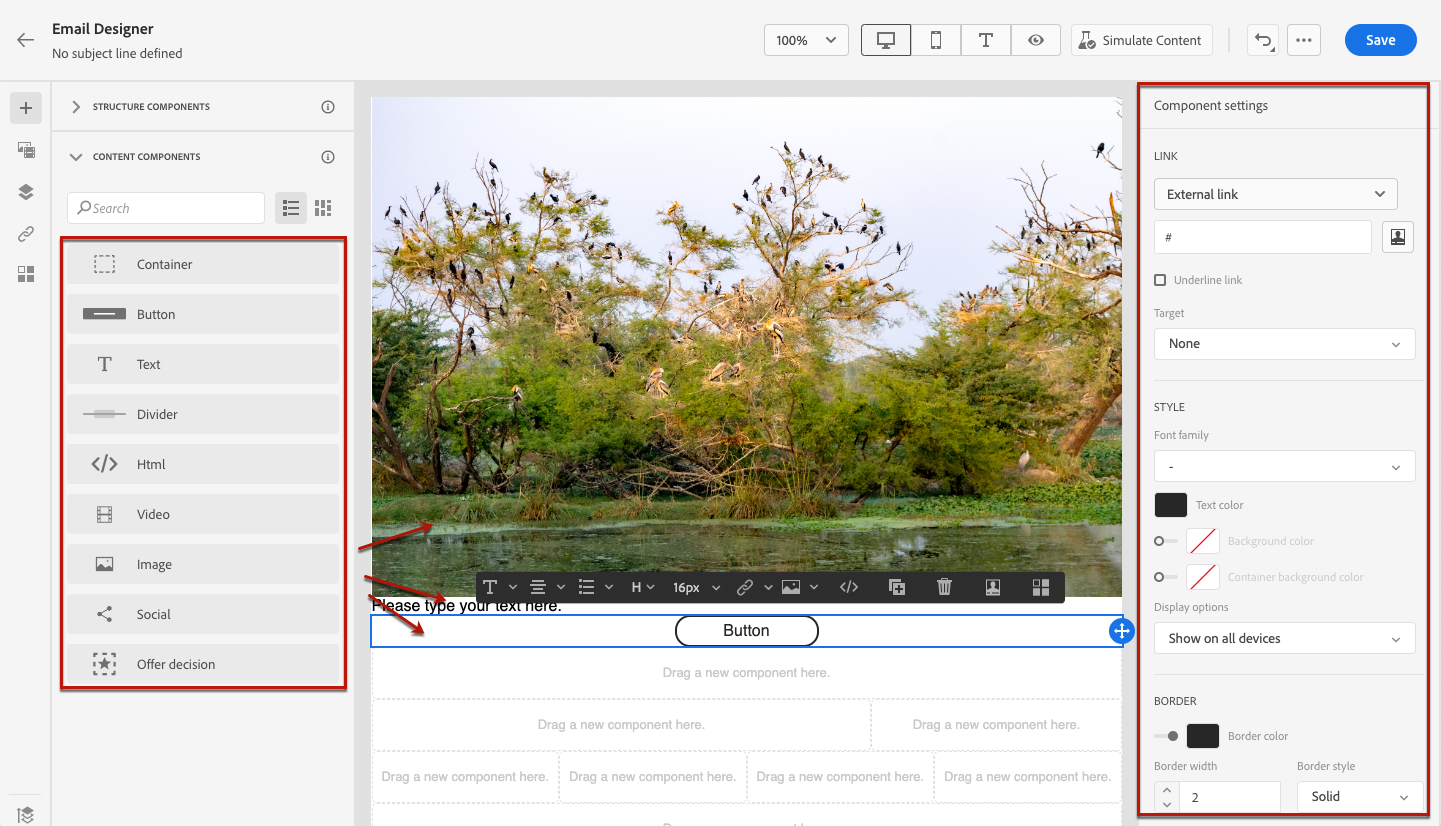 Email Designer
No subject line defined
100%
Simulate Content
Save
STRUCTURE COMPONENTS
CONTENT COMPONENTS
Search
Container
Button
Text
Divider
Html
Video
Image
Social
Offer decision
H
16px
Please type your text here.
Button
Drag a new component here.
Drag a new component here. Drag a new component here.
Drag a new component here. Drag a new component here. Drag a new component here. Drag a new component here.
Component settings
LINK
External link
#
Underline link
Target
None
STYLE
Font family
-
Text color
Background color
Container background color
Display options
Show on all devices
BORDER
Border color
Border width Border style
2 Solid